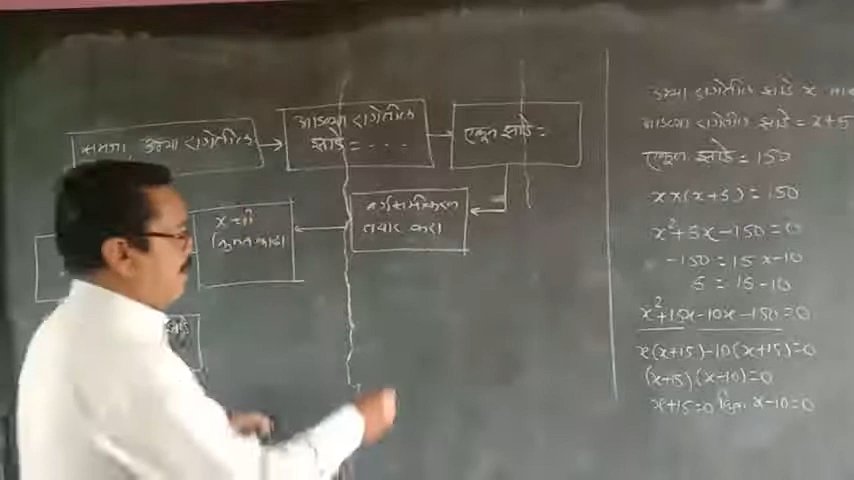 समजा, उभ्या रांगेतील
आडव्या रांगेतील
झाडे = - - -
एकूण झाडे =
वर्गसमीकरण
तयार करा
x =
किंमत काढा
झाडे
उभ्या रांगेतील झाडे x
आडव्या रांगेतील झाडे = x+5
एकूण झाडे = 150
x×(x+5) = 150
x²+5x-150=0
-150 = 15 x-10
5 = 15-10
x²+15x-10x-150=0
x(x+15)-10(x+15)=0
(x+15)(x-10)=0
x+15=0 किंवा x-10=0